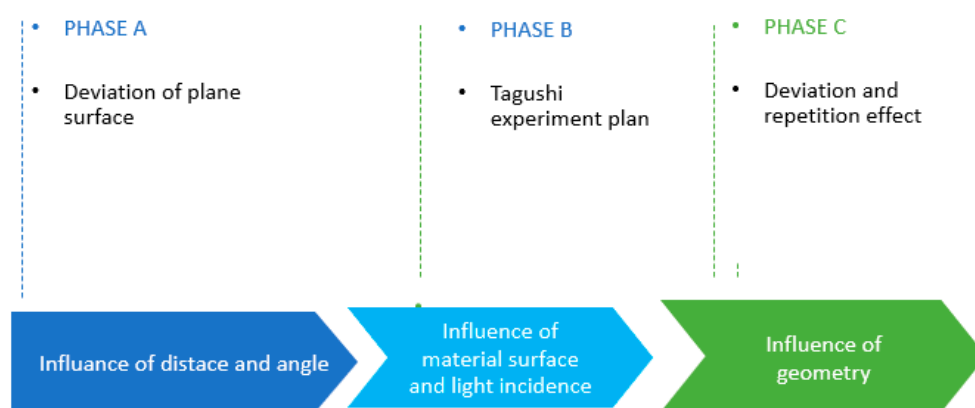 PHASE A
Deviation of plane
surface
PHASE B
Tagushi
experiment plan
PHASE C
Deviation and
repetition effect
Influance of distace and angle
Influence of
material surface
and light incidence
Influence of
geometry